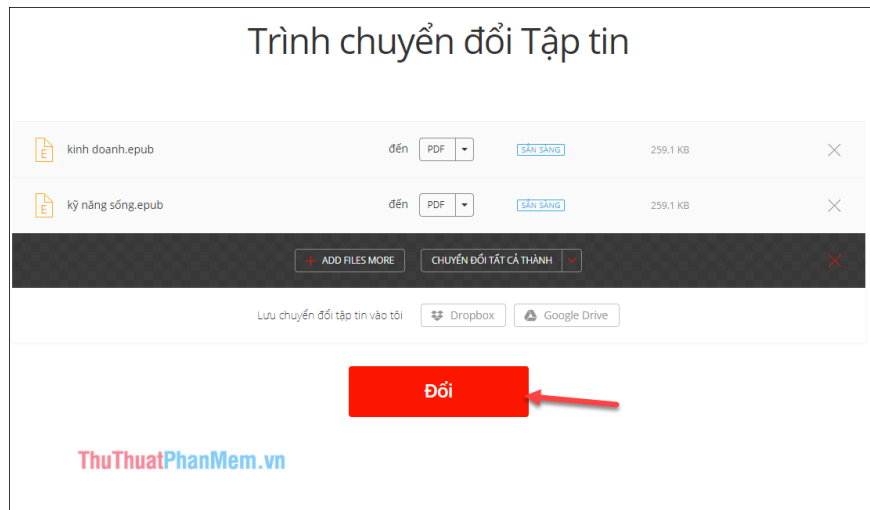 Trình chuyển đổi Tập tin
E kinh doanh.epub đến PDF SẴN SÀNG 259.1 KB
E kỹ năng sống.epub đến PDF SẴN SÀNG 259.1 KB
ADD FILES MORE CHUYỂN ĐỔI TẤT CẢ THÀNH
Lưu chuyển đổi tập tin vào tôi Dropbox Google Drive
Đổi
ThuThuatPhanMem.vn